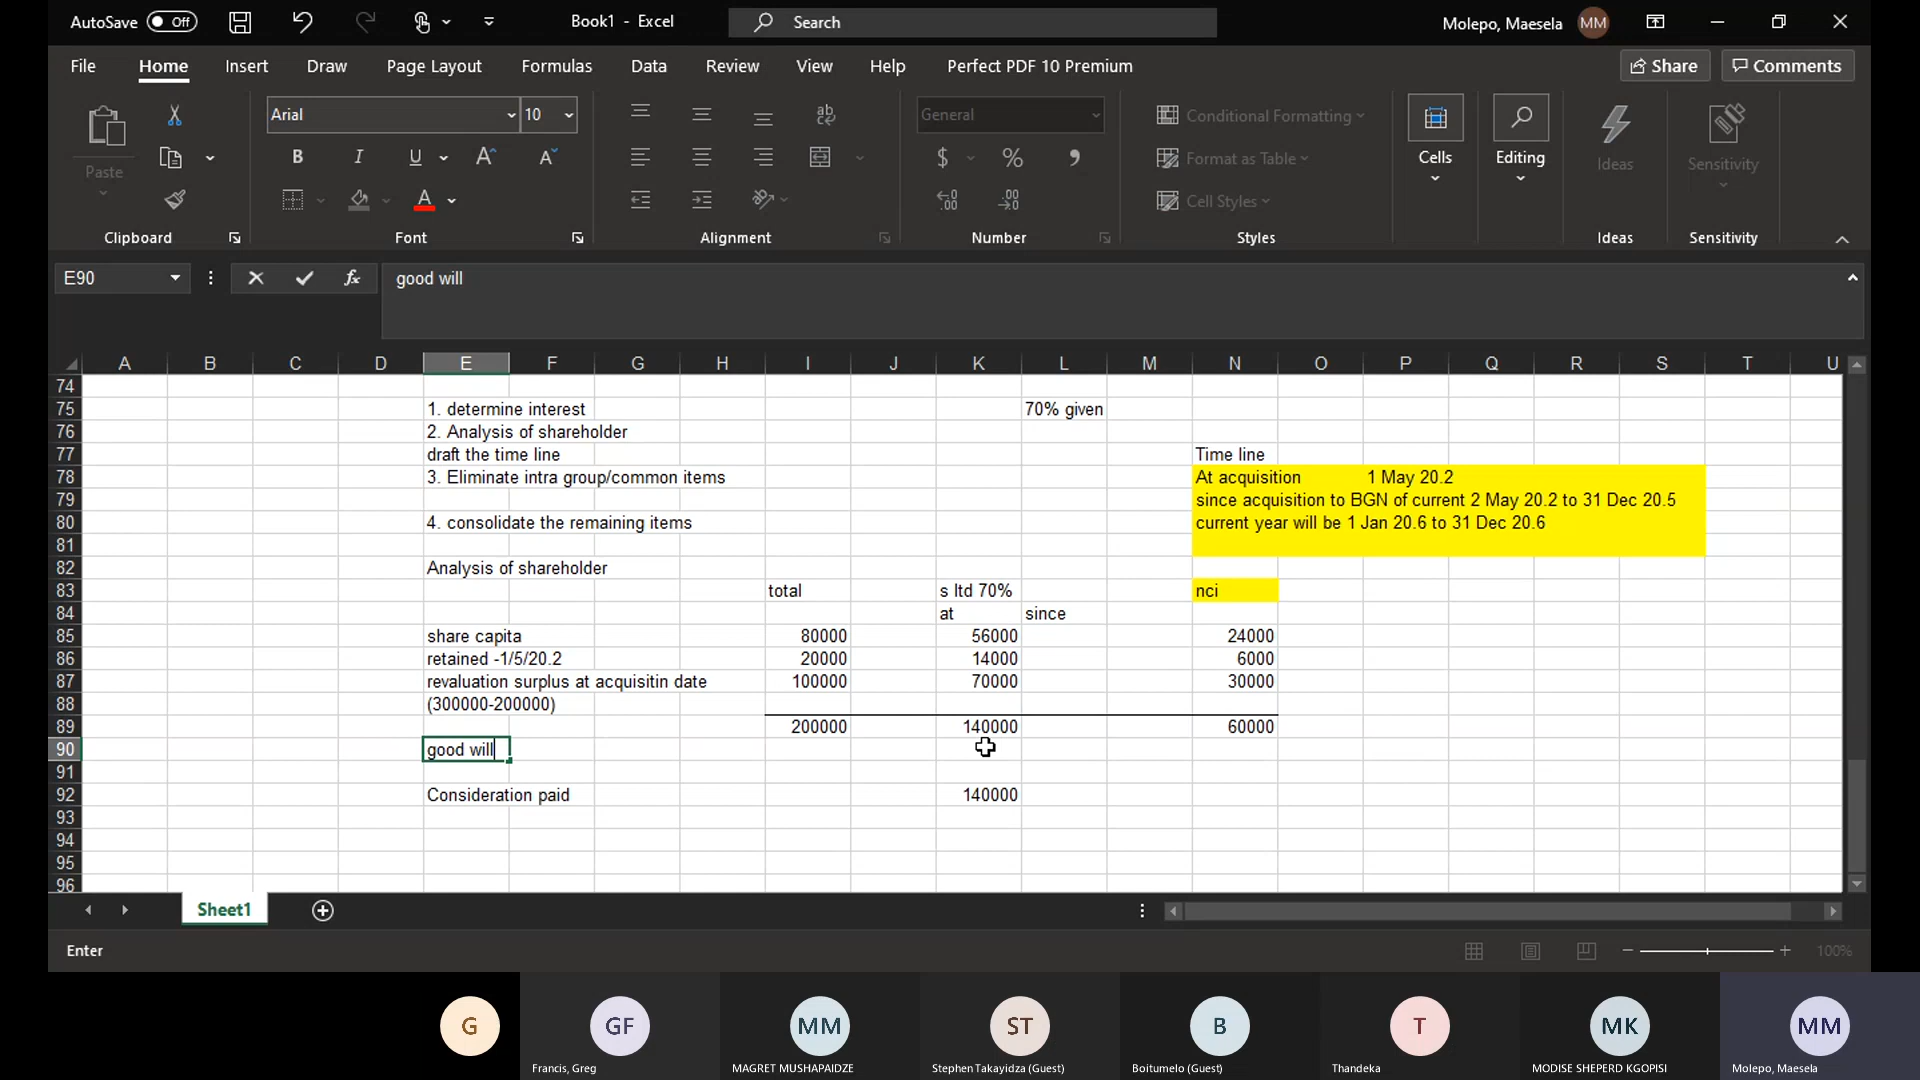 AutoSave Off Book1 - Excel Search Molepo, Maesela MM
File Home Insert Draw Page Layout Formulas Data Review View Help Perfect PDF 10 Premium Share Comments
Paste Arial 10 B I U A A A ab General $ % 9 Conditional Formatting Format as Table Cell Styles Cells Editing Ideas Sensitivity
Clipboard Font Alignment Number Styles Ideas Sensitivity
E90 fx good will
A B C D E F G H I J K L M N O P Q R S T U
74
75 1. determine interest 70% given
76 2. Analysis of shareholder
77 draft the time line Time line
78 3. Eliminate intra group/common items At acquisition 1 May 20.2
79 since acquisition to BGN of current 2 May 20.2 to 31 Dec 20.5
80 4. consolidate the remaining items current year will be 1 Jan 20.6 to 31 Dec 20.6
81
82 Analysis of shareholder
83 total s ltd 70% nci
84 at since
85 share capita 80000 56000 24000
86 retained -1/5/20.2 20000 14000 6000
87 revaluation surplus at acquisitin date 100000 70000 30000
88 (300000-200000)
89 200000 140000 60000
90 good will
91
92 Consideration paid 140000
93
94
95
96
Sheet1
Enter 100%
G GF MM ST B T MK MM
Francis, Greg MAGRET MUSHAPAIDZE Stephen Takayidza (Guest) Boitumelo (Guest) Thandeka MODISE SHEPERD KGOPISI Molepo, Maesela